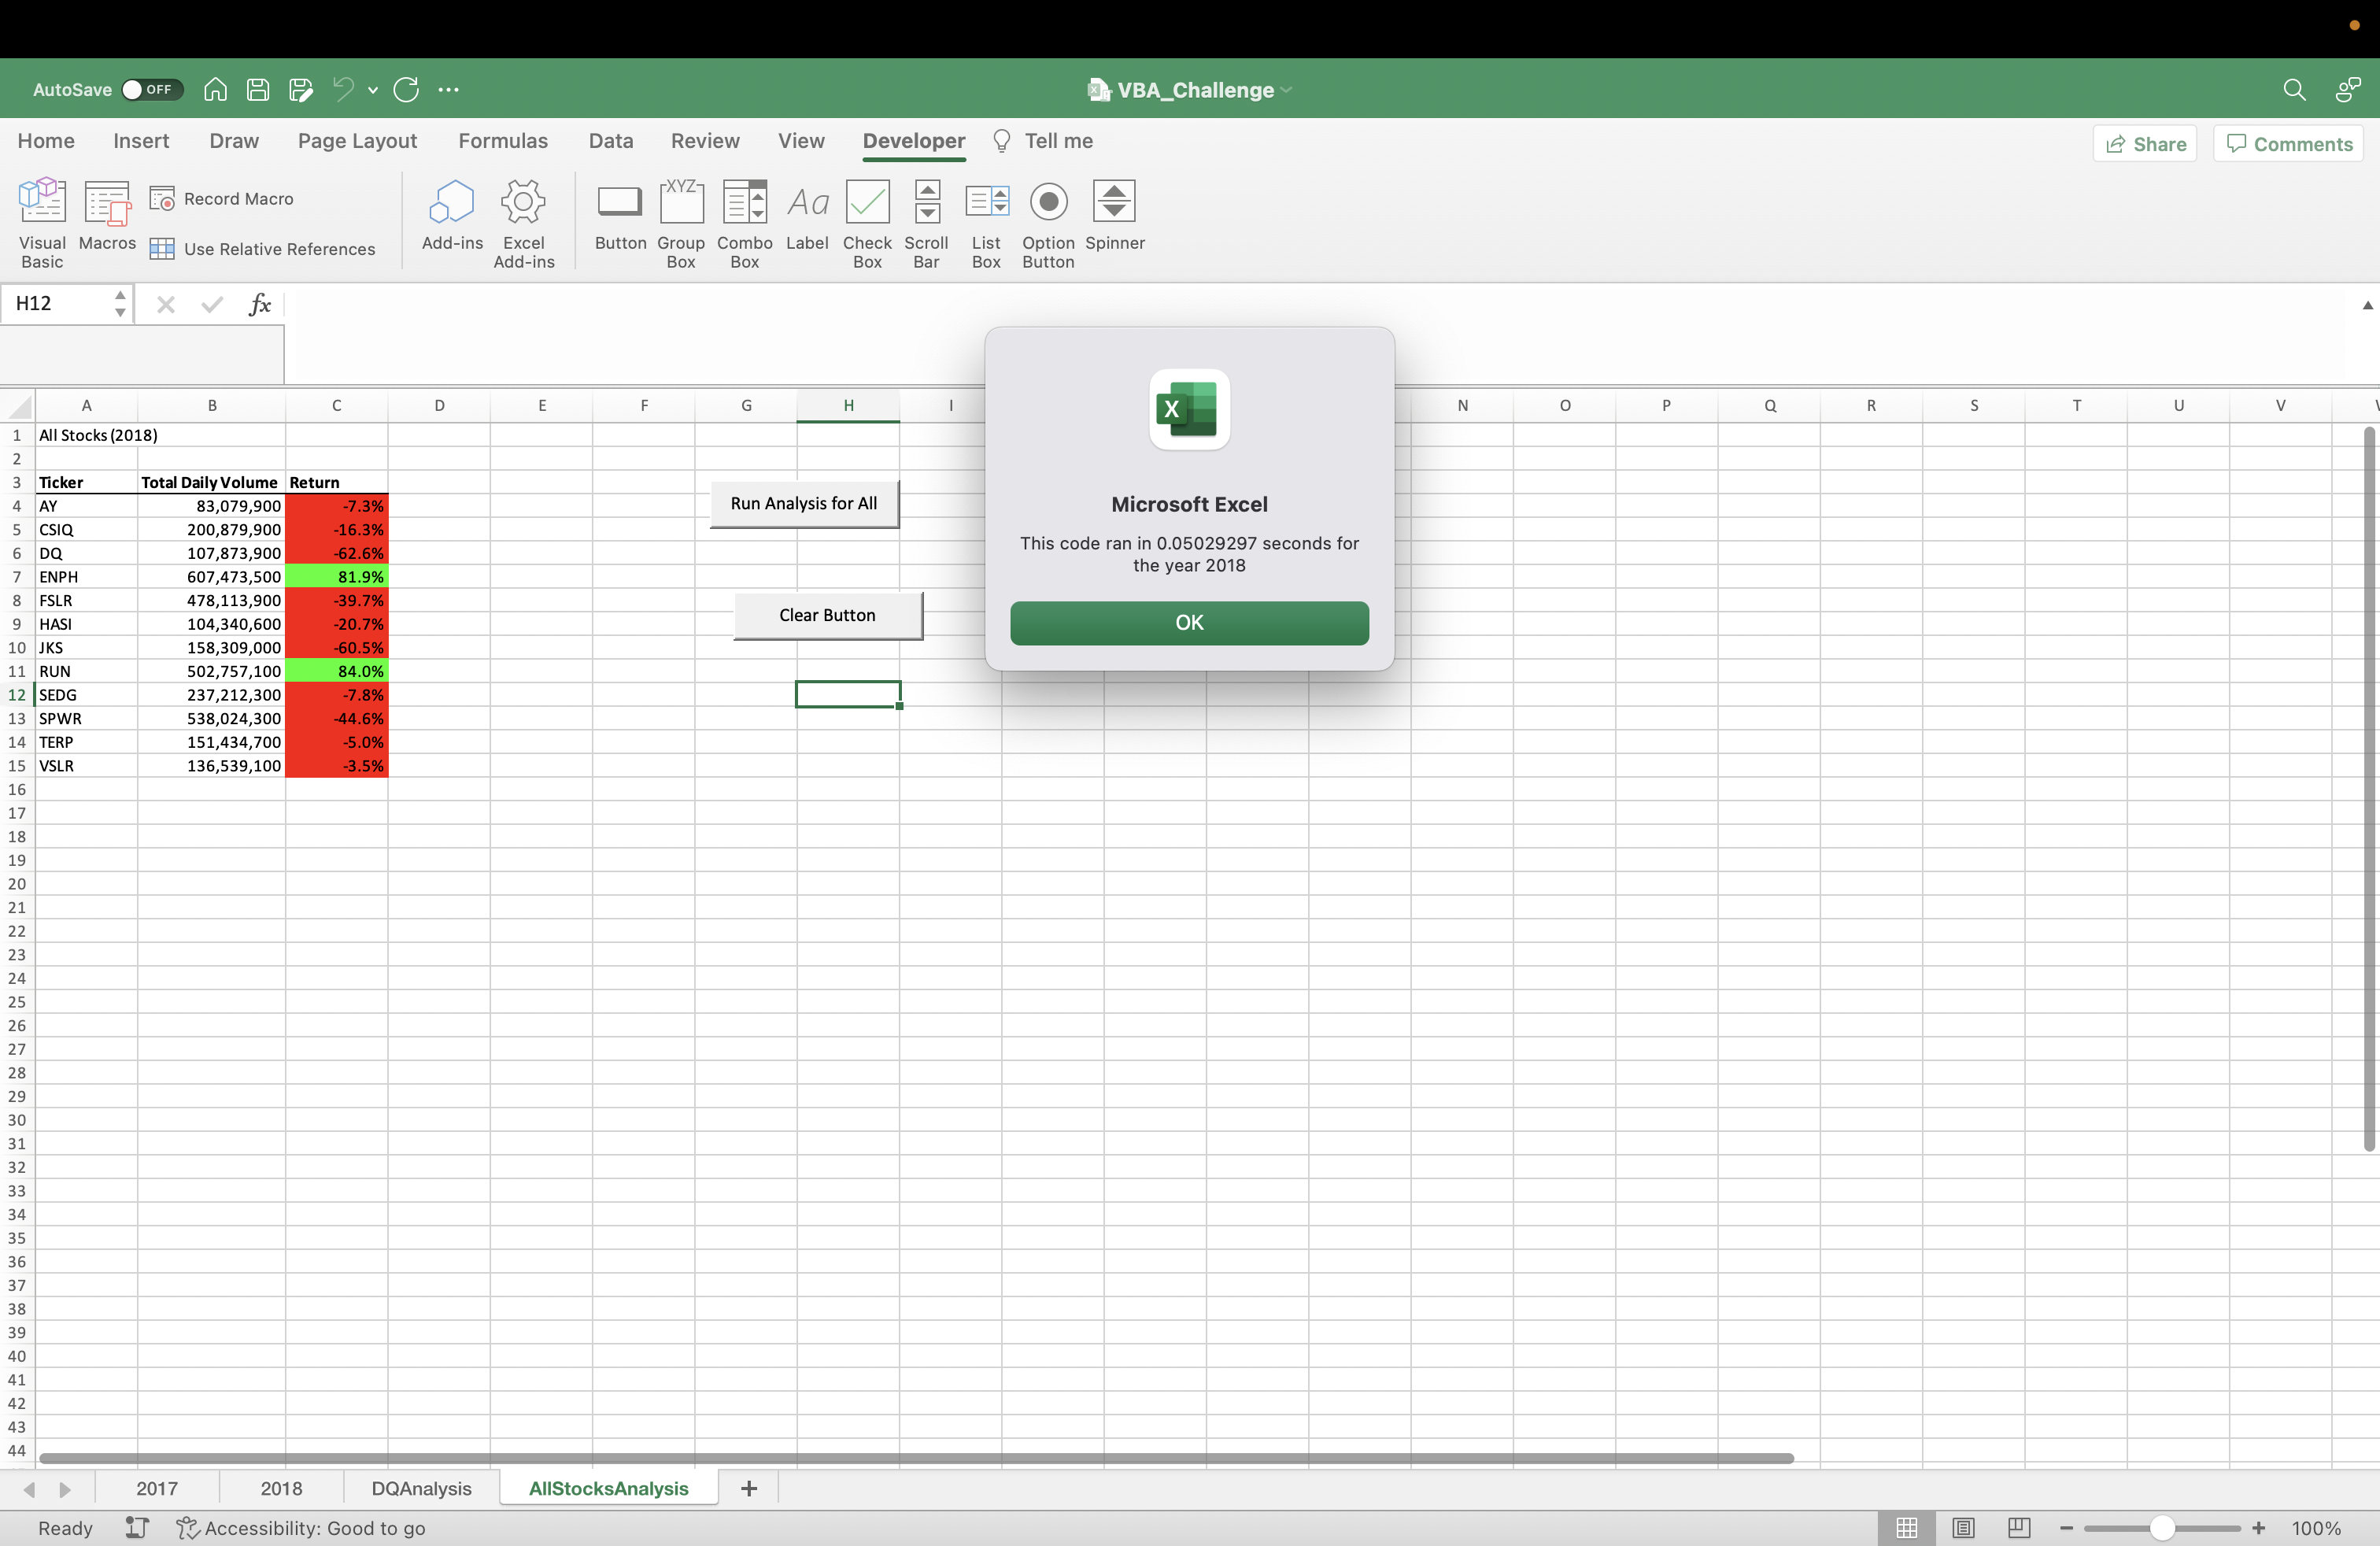 AutoSave OFF VBA_Challenge
Home Insert Draw Page Layout Formulas Data Review View Developer Tell me Share Comments
Visual Basic Macros Record Macro
Use Relative References
Add-ins Excel Add-ins Button Group Box Combo Box Label Check Box Scroll Bar List Box Option Button Spinner
XYZ Aa
H12 fx
A B C D E F G H I N O P Q R S T U V
1 All Stocks (2018)
2
3 Ticker Total Daily Volume Return
4 AY 83,079,900 -7.3%
5 CSIQ 200,879,900 -16.3%
6 DQ 107,873,900 -62.6%
7 ENPH 607,473,500 81.9%
8 FSLR 478,113,900 -39.7%
9 HASI 104,340,600 -20.7%
10 JKS 158,309,000 -60.5%
11 RUN 502,757,100 84.0%
12 SEDG 237,212,300 -7.8%
13 SPWR 538,024,300 -44.6%
14 TERP 151,434,700 -5.0%
15 VSLR 136,539,100 -3.5%
16
17
18
19
20
21
22
23
24
25
26
27
28
29
30
31
32
33
34
35
36
37
38
39
40
41
42
43
44
Run Analysis for All
Clear Button
X
Microsoft Excel
This code ran in 0.05029297 seconds for
the year 2018
OK
2017 2018 DQAnalysis AllStocksAnalysis +
Ready Accessibility: Good to go 100%